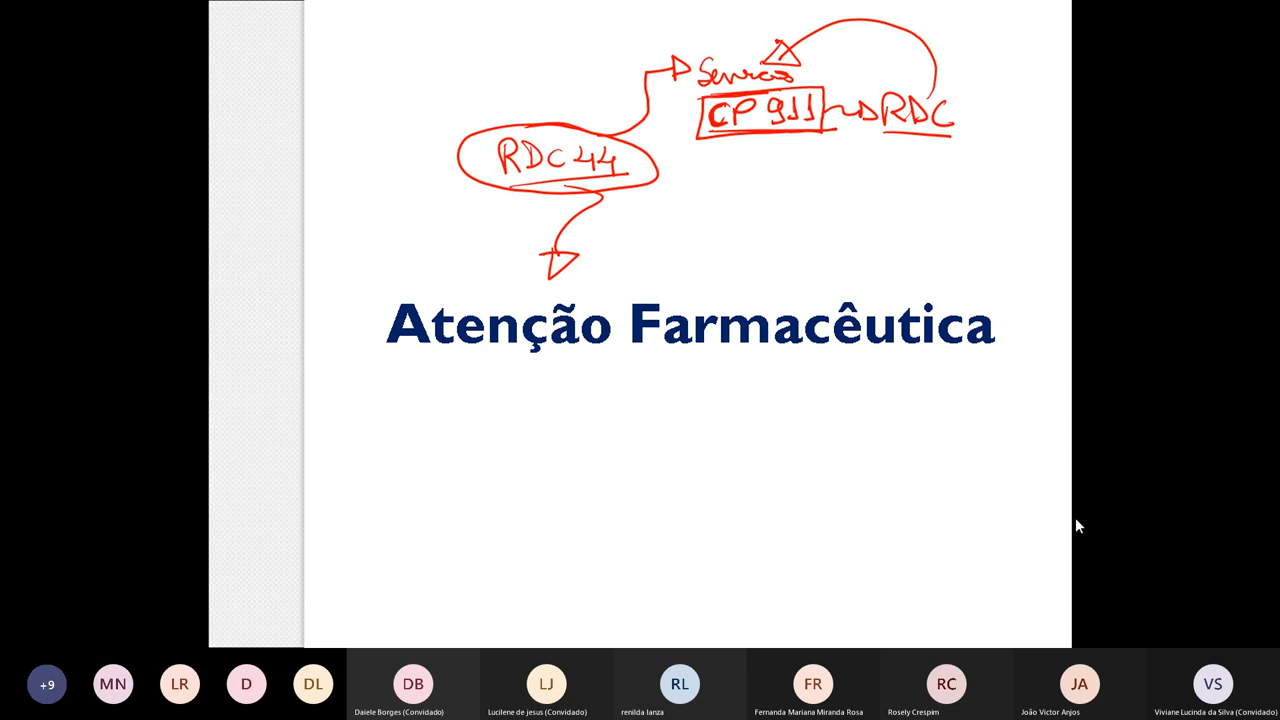 Serviços
CP 911 RDC
RDC 44
Atenção Farmacêutica
+9 MN LR D DL DB LJ RL FR RC JA VS
Daiele Borges (Convidado) Lucilene de jesus (Convidado) renilda lanza Fernanda Mariana Miranda Rosa Rosely Crespim João Victor Anjos Viviane Lucinda da Silva (Convidado)